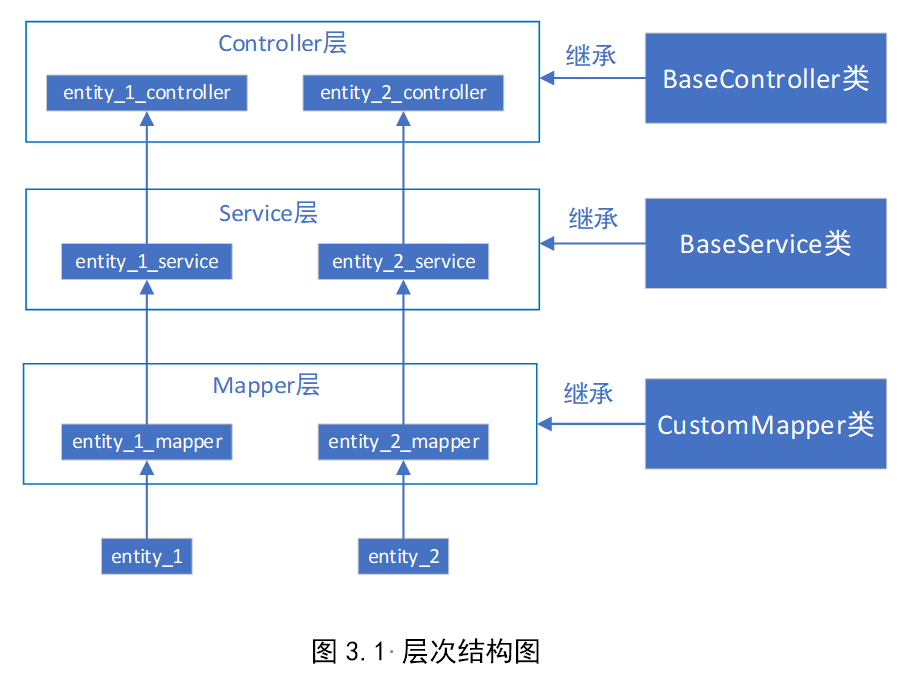 Controller层
entity_1_controller
entity_2_controller
继承
BaseController类
Service层
entity_1_service
entity_2_service
继承
BaseService类
Mapper层
entity_1_mapper
entity_2_mapper
继承
CustomMapper类
entity_1
entity_2
图 3.1·层次结构图